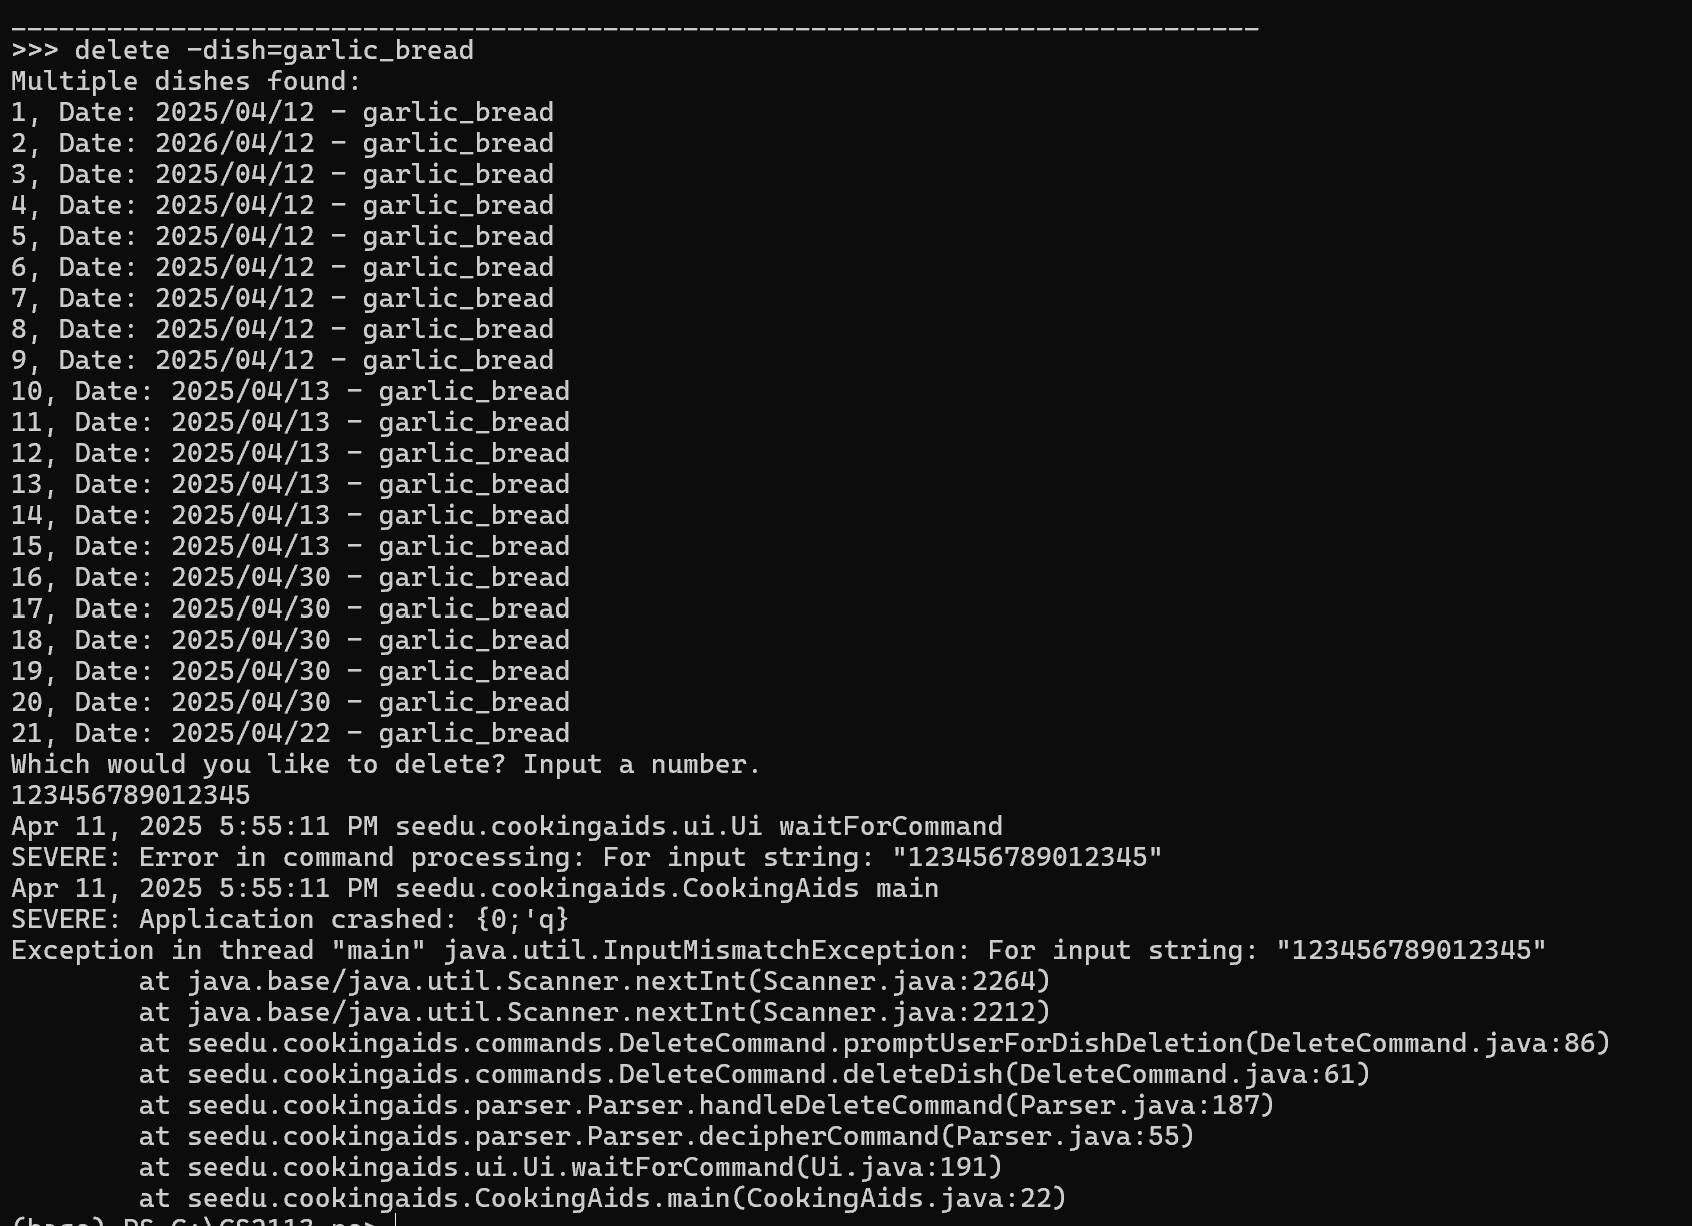 >>> delete -dish=garlic_bread
Multiple dishes found:
1, Date: 2025/04/12 - garlic_bread
2, Date: 2026/04/12 - garlic_bread
3, Date: 2025/04/12 - garlic_bread
4, Date: 2025/04/12 - garlic_bread
5, Date: 2025/04/12 - garlic_bread
6, Date: 2025/04/12 - garlic_bread
7, Date: 2025/04/12 - garlic_bread
8, Date: 2025/04/12 - garlic_bread
9, Date: 2025/04/12 - garlic_bread
10, Date: 2025/04/13 - garlic_bread
11, Date: 2025/04/13 - garlic_bread
12, Date: 2025/04/13 - garlic_bread
13, Date: 2025/04/13 - garlic_bread
14, Date: 2025/04/13 - garlic_bread
15, Date: 2025/04/13 - garlic_bread
16, Date: 2025/04/30 - garlic_bread
17, Date: 2025/04/30 - garlic_bread
18, Date: 2025/04/30 - garlic_bread
19, Date: 2025/04/30 - garlic_bread
20, Date: 2025/04/30 - garlic_bread
21, Date: 2025/04/22 - garlic_bread
Which would you like to delete? Input a number.
123456789012345
Apr 11, 2025 5:55:11 PM seedu.cookingaids.ui.Ui waitForCommand
SEVERE: Error in command processing: For input string: "123456789012345"
Apr 11, 2025 5:55:11 PM seedu.cookingaids.CookingAids main
SEVERE: Application crashed: {0;'q}
Exception in thread "main" java.util.InputMismatchException: For input string: "123456789012345"
        at java.base/java.util.Scanner.nextInt(Scanner.java:2264)
        at java.base/java.util.Scanner.nextInt(Scanner.java:2212)
        at seedu.cookingaids.commands.DeleteCommand.promptUserForDishDeletion(DeleteCommand.java:86)
        at seedu.cookingaids.commands.DeleteCommand.deleteDish(DeleteCommand.java:61)
        at seedu.cookingaids.parser.Parser.handleDeleteCommand(Parser.java:187)
        at seedu.cookingaids.parser.Parser.decipherCommand(Parser.java:55)
        at seedu.cookingaids.ui.Ui.waitForCommand(Ui.java:191)
        at seedu.cookingaids.CookingAids.main(CookingAids.java:22)
(base) PS